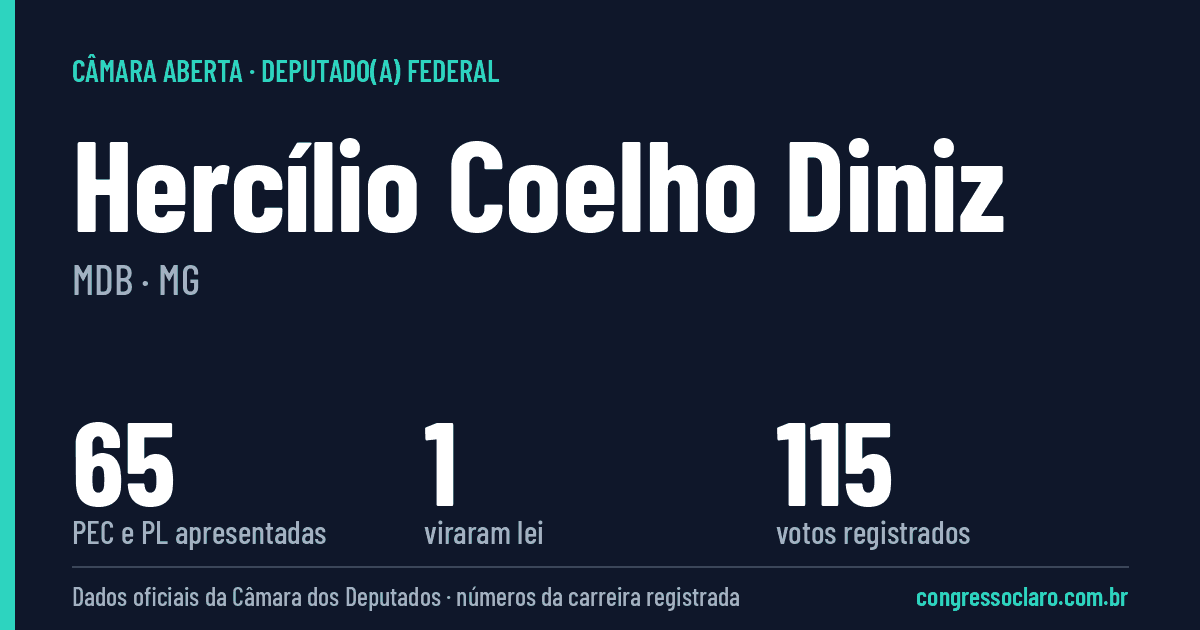 CÂMARA ABERTA · DEPUTADO(A) FEDERAL
Hercílio Coelho Diniz
MDB · MG
65 1 115
PEC e PL apresentadas viraram lei votos registrados
Dados oficiais da Câmara dos Deputados · números da carreira registrada congressoclaro.com.br